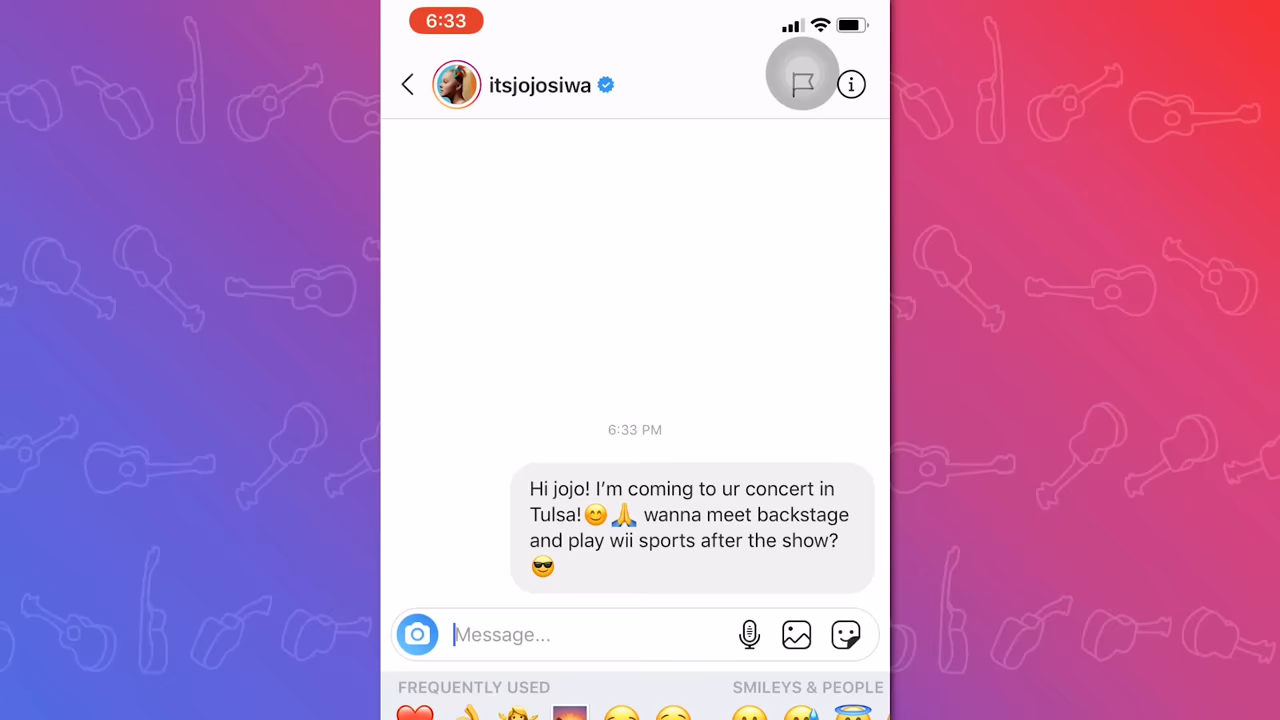 6:33
itsjojosiwa
6:33 PM
Hi jojo! I’m coming to ur concert in
Tulsa!😊🙏 wanna meet backstage
and play wii sports after the show?
😎
Message...
FREQUENTLY USED
SMILEYS & PEOPLE